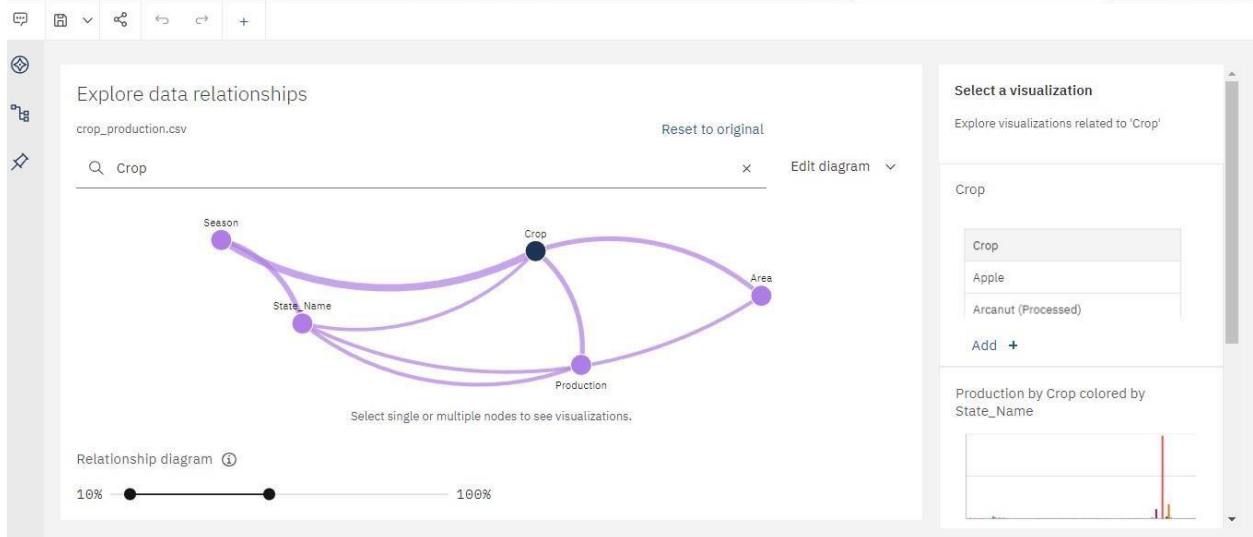 Explore data relationships
crop_production.csv
Reset to original
Crop
Edit diagram
Season
Crop
Area
State_Name
Production
Select single or multiple nodes to see visualizations.
Relationship diagram
10%
100%
Select a visualization
Explore visualizations related to 'Crop'
Crop
Crop
Apple
Arcanut (Processed)
Add +
Production by Crop colored by
State_Name